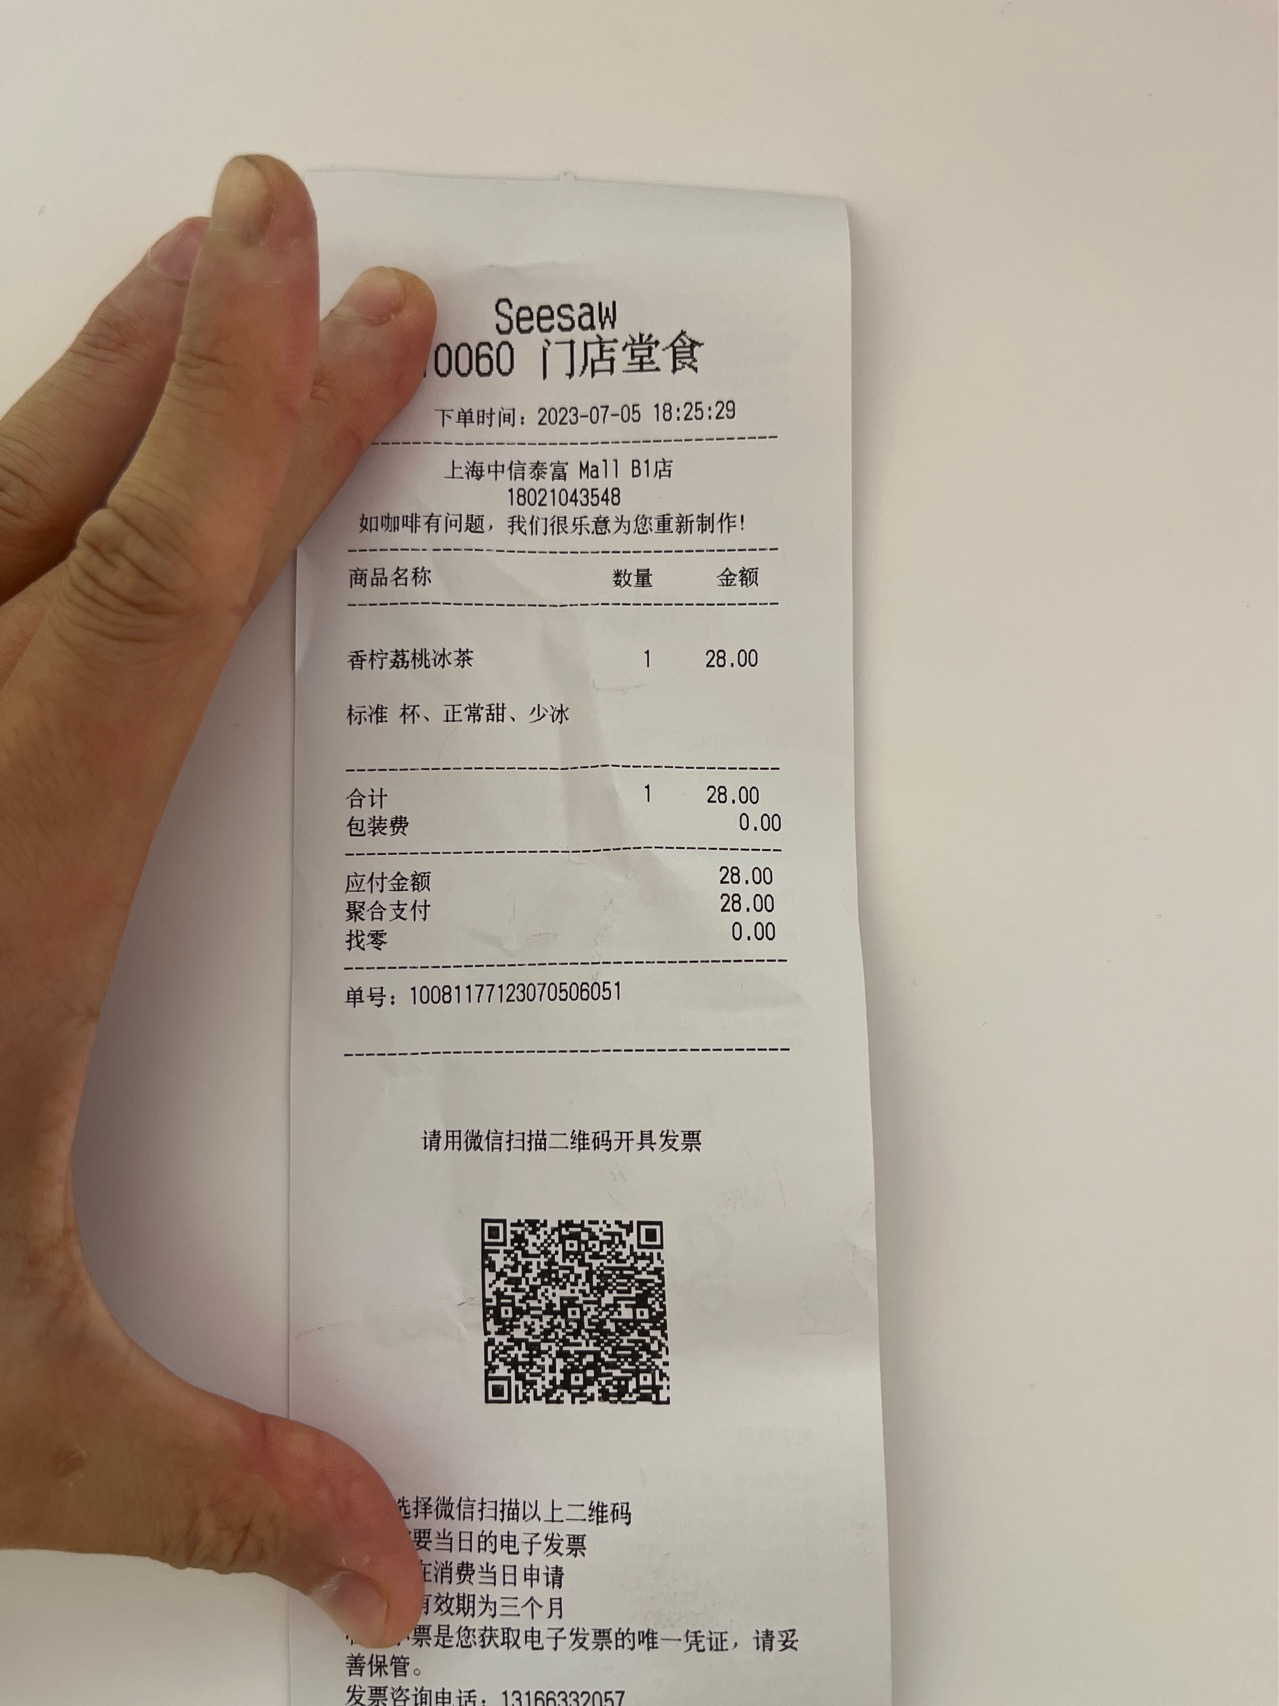 Seesaw
0060 门店堂食
下单时间：2023-07-05 18:25:29
上海中信泰富 Mall B1店
18021043548
如咖啡有问题，我们很乐意为您重新制作！
商品名称 数量 金额
香柠荔桃冰茶 1 28.00
标准 杯、正常甜、少冰
合计 1 28.00
包装费 0.00
应付金额 28.00
聚合支付 28.00
找零 0.00
单号：10081177123070506051
请用微信扫描二维码开具发票
选择微信扫描以上二维码
要当日的电子发票
在消费当日申请
有效期为三个月
票是您获取电子发票的唯一凭证，请妥
善保管。
发票咨询电话：13166332057